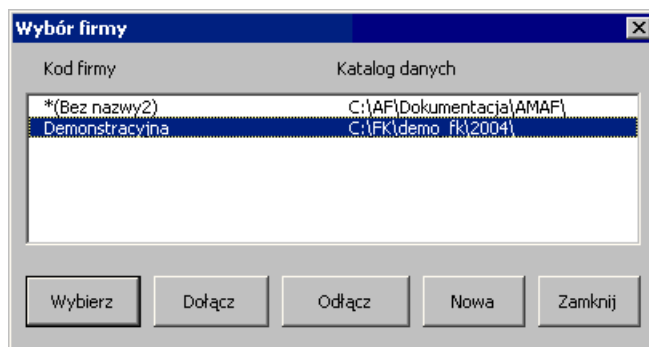 Wybór firmy
Kod firmy Katalog danych
*(Bez nazwy2) C:\AF\Dokumentacja\AMAF\
Demonstracyjna C:\FK\demo_fk\2004\
Wybierz Dołącz Odłącz Nowa Zamknij